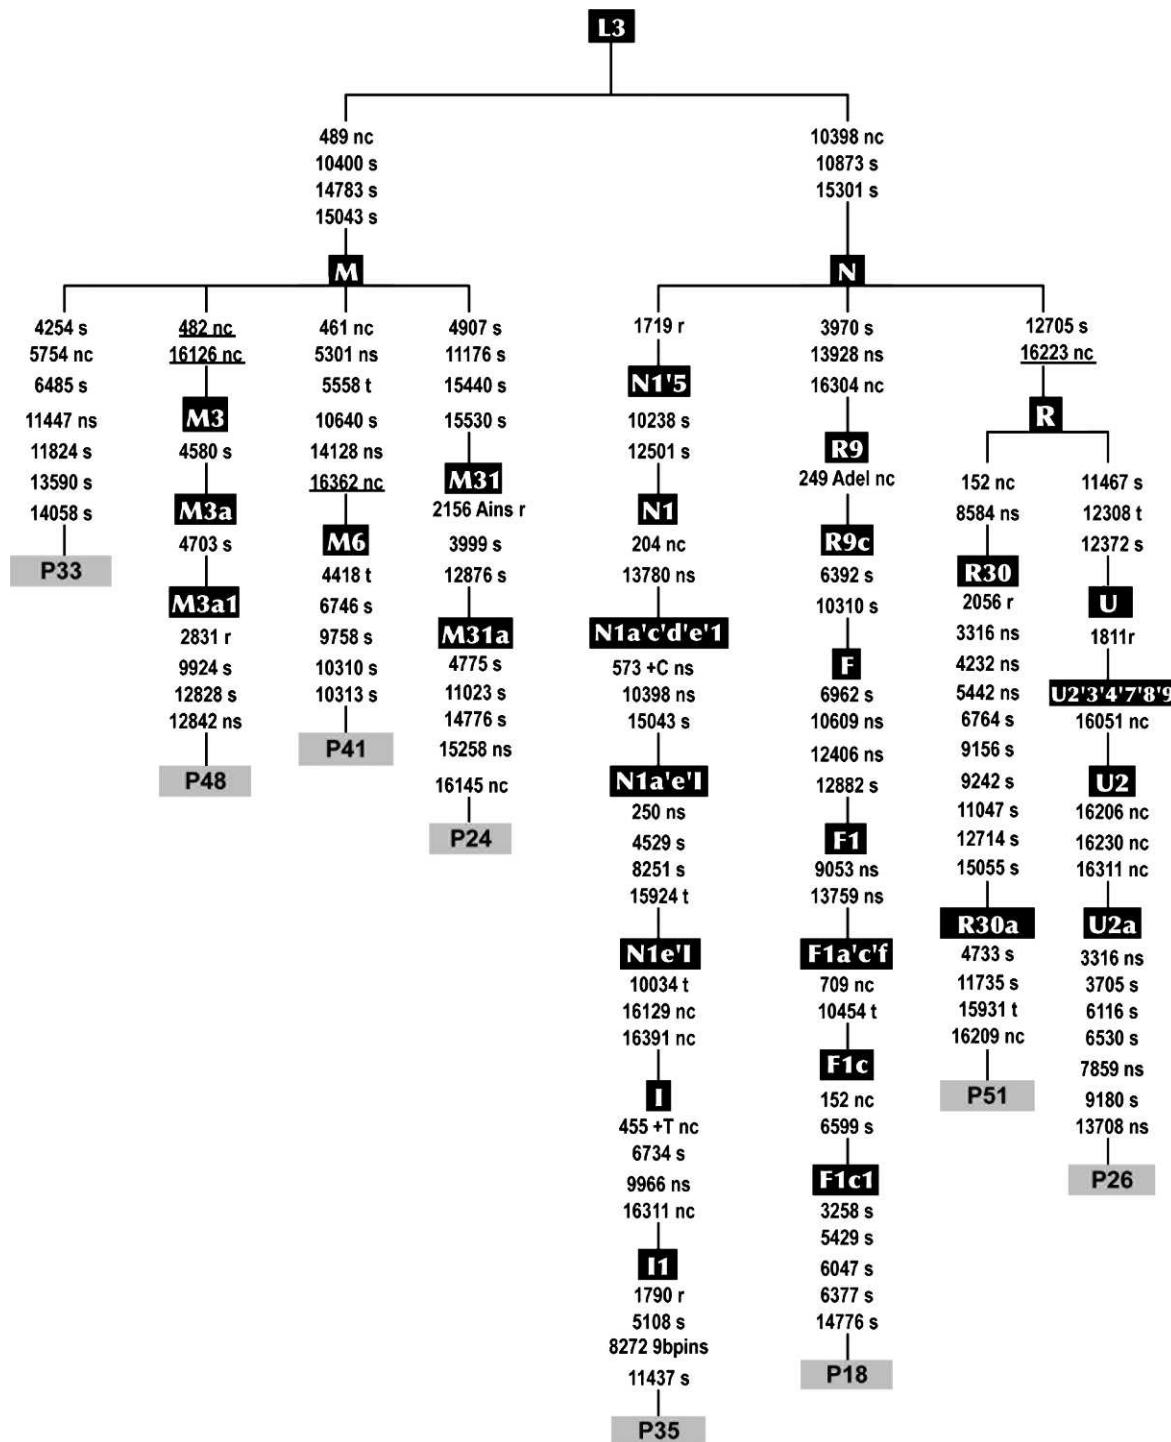 L3
489 nc
10400 s
14783 s
15043 s
M
10398 nc
10873 s
15301 s
N
4254 s
5754 nc
6485 s
11447 ns
11824 s
13590 s
14058 s
P33
482 nc
16126 nc
M3
4580 s
M3a
4703 s
M3a1
2831 r
9924 s
12828 s
12842 ns
P48
461 nc
5301 ns
5558 t
10640 s
14128 ns
16362 nc
M6
4418 t
6746 s
9758 s
10310 s
10313 s
P41
4907 s
11176 s
15440 s
15530 s
M31
2156 Ains r
3999 s
12876 s
M31a
4775 s
11023 s
14776 s
15258 ns
16145 nc
P24
1719 r
N1'5
10238 s
12501 s
N1
204 nc
13780 ns
N1a'c'd'e'1
573 +C ns
10398 ns
15043 s
N1a'e'I
250 ns
4529 s
8251 s
15924 t
N1e'I
10034 t
16129 nc
16391 nc
I
455 +T nc
6734 s
9966 ns
16311 nc
I1
1790 r
5108 s
8272 9bpins
11437 s
P35
3970 s
13928 ns
16304 nc
R9
249 Adel nc
R9c
6392 s
10310 s
F
6962 s
10609 ns
12406 ns
12882 s
F1
9053 ns
13759 ns
F1a'c'f
709 nc
10454 t
F1c
152 nc
6599 s
F1c1
3258 s
5429 s
6047 s
6377 s
14776 s
P18
12705 s
16223 nc
R
152 nc
8584 ns
R30
2056 r
3316 ns
4232 ns
5442 ns
6764 s
9156 s
9242 s
11047 s
12714 s
15055 s
R30a
4733 s
11735 s
15931 t
16209 nc
P51
11467 s
12308 t
12372 s
U
1811r
U2'3'4'7'8'9
16051 nc
U2
16206 nc
16230 nc
16311 nc
U2a
3316 ns
3705 s
6116 s
6530 s
7859 ns
9180 s
13708 ns
P26